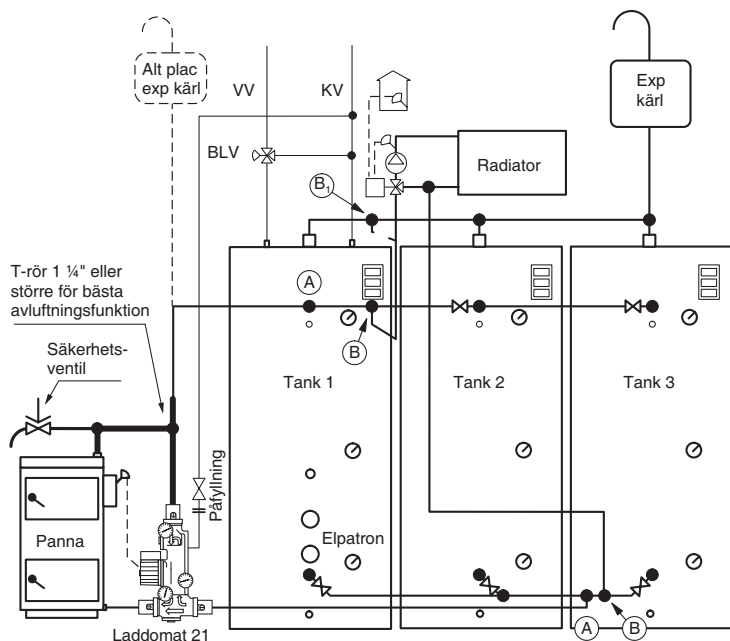 Alt plac
exp kärl
VV
KV
BLV
Exp
kärl
Radiator
B1
T-rör 1 ¼" eller
större för bästa
avluftningsfunktion
Säkerhets-
ventil
A
B
Tank 1
Tank 2
Tank 3
Påfyllning
Panna
Elpatron
Laddomat 21
A
B